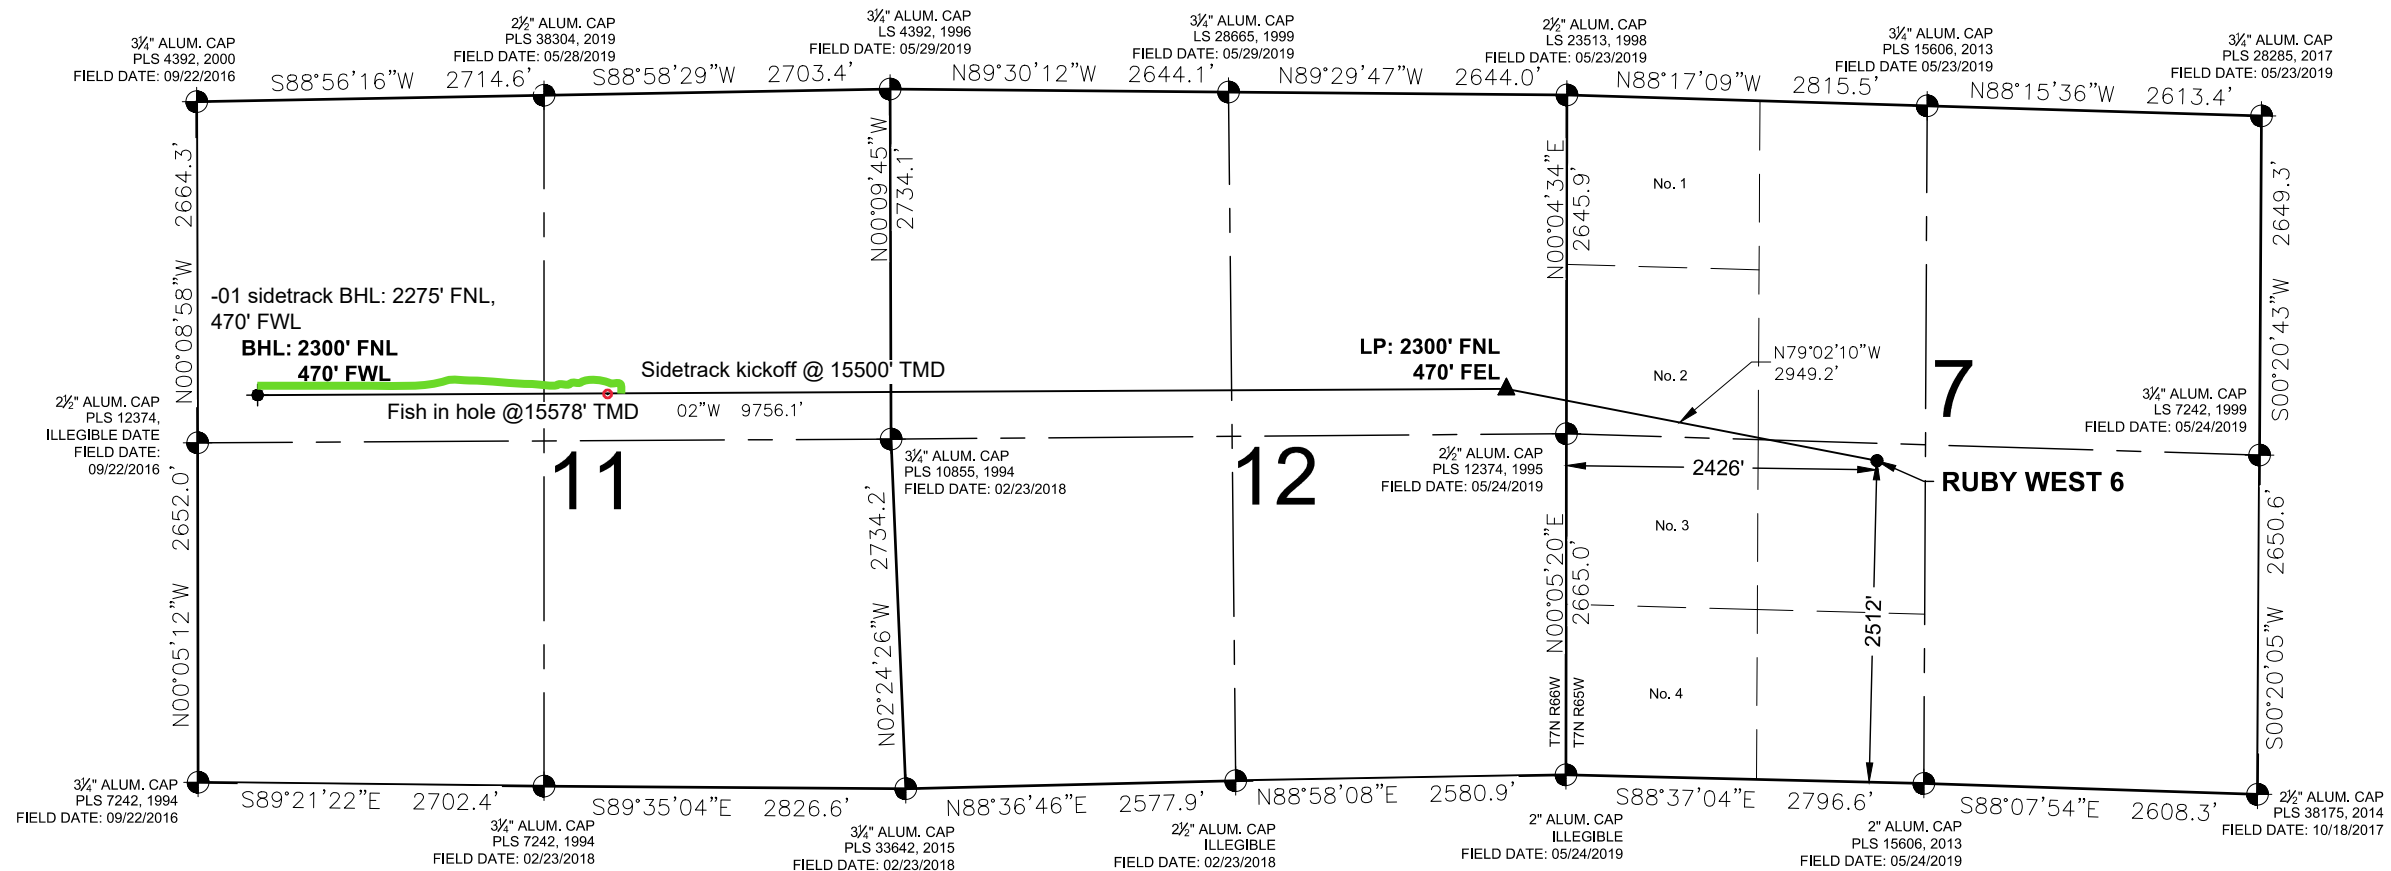 3¼" ALUM. CAP
PLS 4392, 2000
FIELD DATE: 09/22/2016
2½" ALUM. CAP
PLS 38304, 2019
FIELD DATE: 05/28/2019
3¼" ALUM. CAP
LS 4392, 1996
FIELD DATE: 05/29/2019
3¼" ALUM. CAP
LS 28665, 1999
FIELD DATE: 05/29/2019
2½" ALUM. CAP
LS 23513, 1998
FIELD DATE: 05/23/2019
3¼" ALUM. CAP
PLS 15606, 2013
FIELD DATE: 05/23/2019
3¼" ALUM. CAP
PLS 28285, 2017
FIELD DATE: 05/23/2019
S88°56'16"W 2714.6'
S88°58'29"W 2703.4'
N89°30'12"W 2644.1'
N89°29'47"W 2644.0'
N88°17'09"W 2815.5'
N88°15'36"W 2613.4'
N00°08'58"W 2664.3'
N00°09'45"W
2734.1'
N00°04'34"E
2645.9'
S00°20'43"W 2649.3'
No. 1
-01 sidetrack BHL: 2275' FNL,
470' FWL
BHL: 2300' FNL
470' FWL
Sidetrack kickoff @ 15500' TMD
Fish in hole @15578' TMD
02"W 9756.1'
LP: 2300' FNL
470' FEL
No. 2
N79°02'10"W
2949.2'
7
2½" ALUM. CAP
PLS 12374,
ILLEGIBLE DATE
FIELD DATE:
09/22/2016
3¼" ALUM. CAP
LS 7242, 1999
FIELD DATE: 05/24/2019
11
3¼" ALUM. CAP
PLS 10855, 1994
FIELD DATE: 02/23/2018
12
2½" ALUM. CAP
PLS 12374, 1995
FIELD DATE: 05/24/2019
2426'
RUBY WEST 6
No. 3
2512'
No. 4
N00°05'12"W 2652.0'
N02°24'26"W 2734.2'
N00°05'20"E
2665.0'
T7N R66W
T7N R65W
S00°20'05"W 2650.6'
S89°21'22"E 2702.4'
S89°35'04"E 2826.6'
N88°36'46"E 2577.9'
N88°58'08"E 2580.9'
S88°37'04"E 2796.6'
S88°07'54"E 2608.3'
3¼" ALUM. CAP
PLS 7242, 1994
FIELD DATE: 09/22/2016
3¼" ALUM. CAP
PLS 7242, 1994
FIELD DATE: 02/23/2018
3¼" ALUM. CAP
PLS 33642, 2015
FIELD DATE: 02/23/2018
2½" ALUM. CAP
ILLEGIBLE
FIELD DATE: 02/23/2018
2" ALUM. CAP
ILLEGIBLE
FIELD DATE: 05/24/2019
2" ALUM. CAP
PLS 15606, 2013
FIELD DATE: 05/24/2019
2½" ALUM. CAP
PLS 38175, 2014
FIELD DATE: 10/18/2017